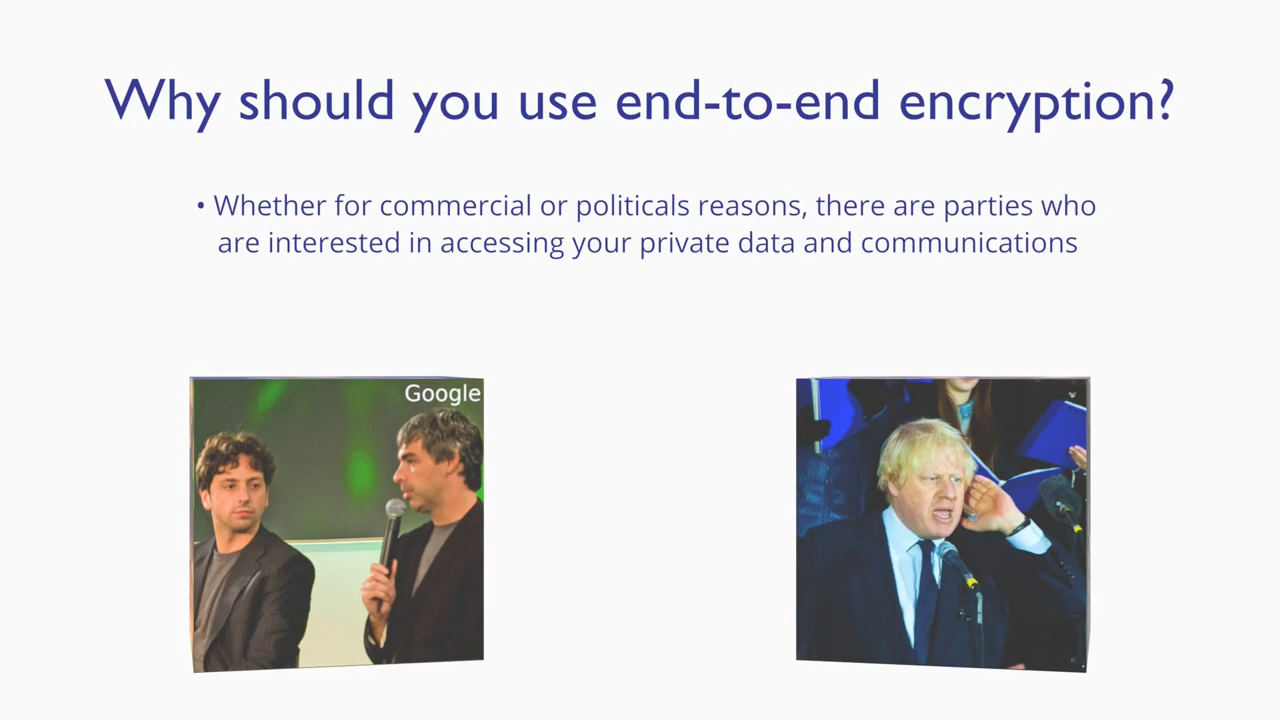 Why should you use end-to-end encryption?
• Whether for commercial or politicals reasons, there are parties who
are interested in accessing your private data and communications
Google